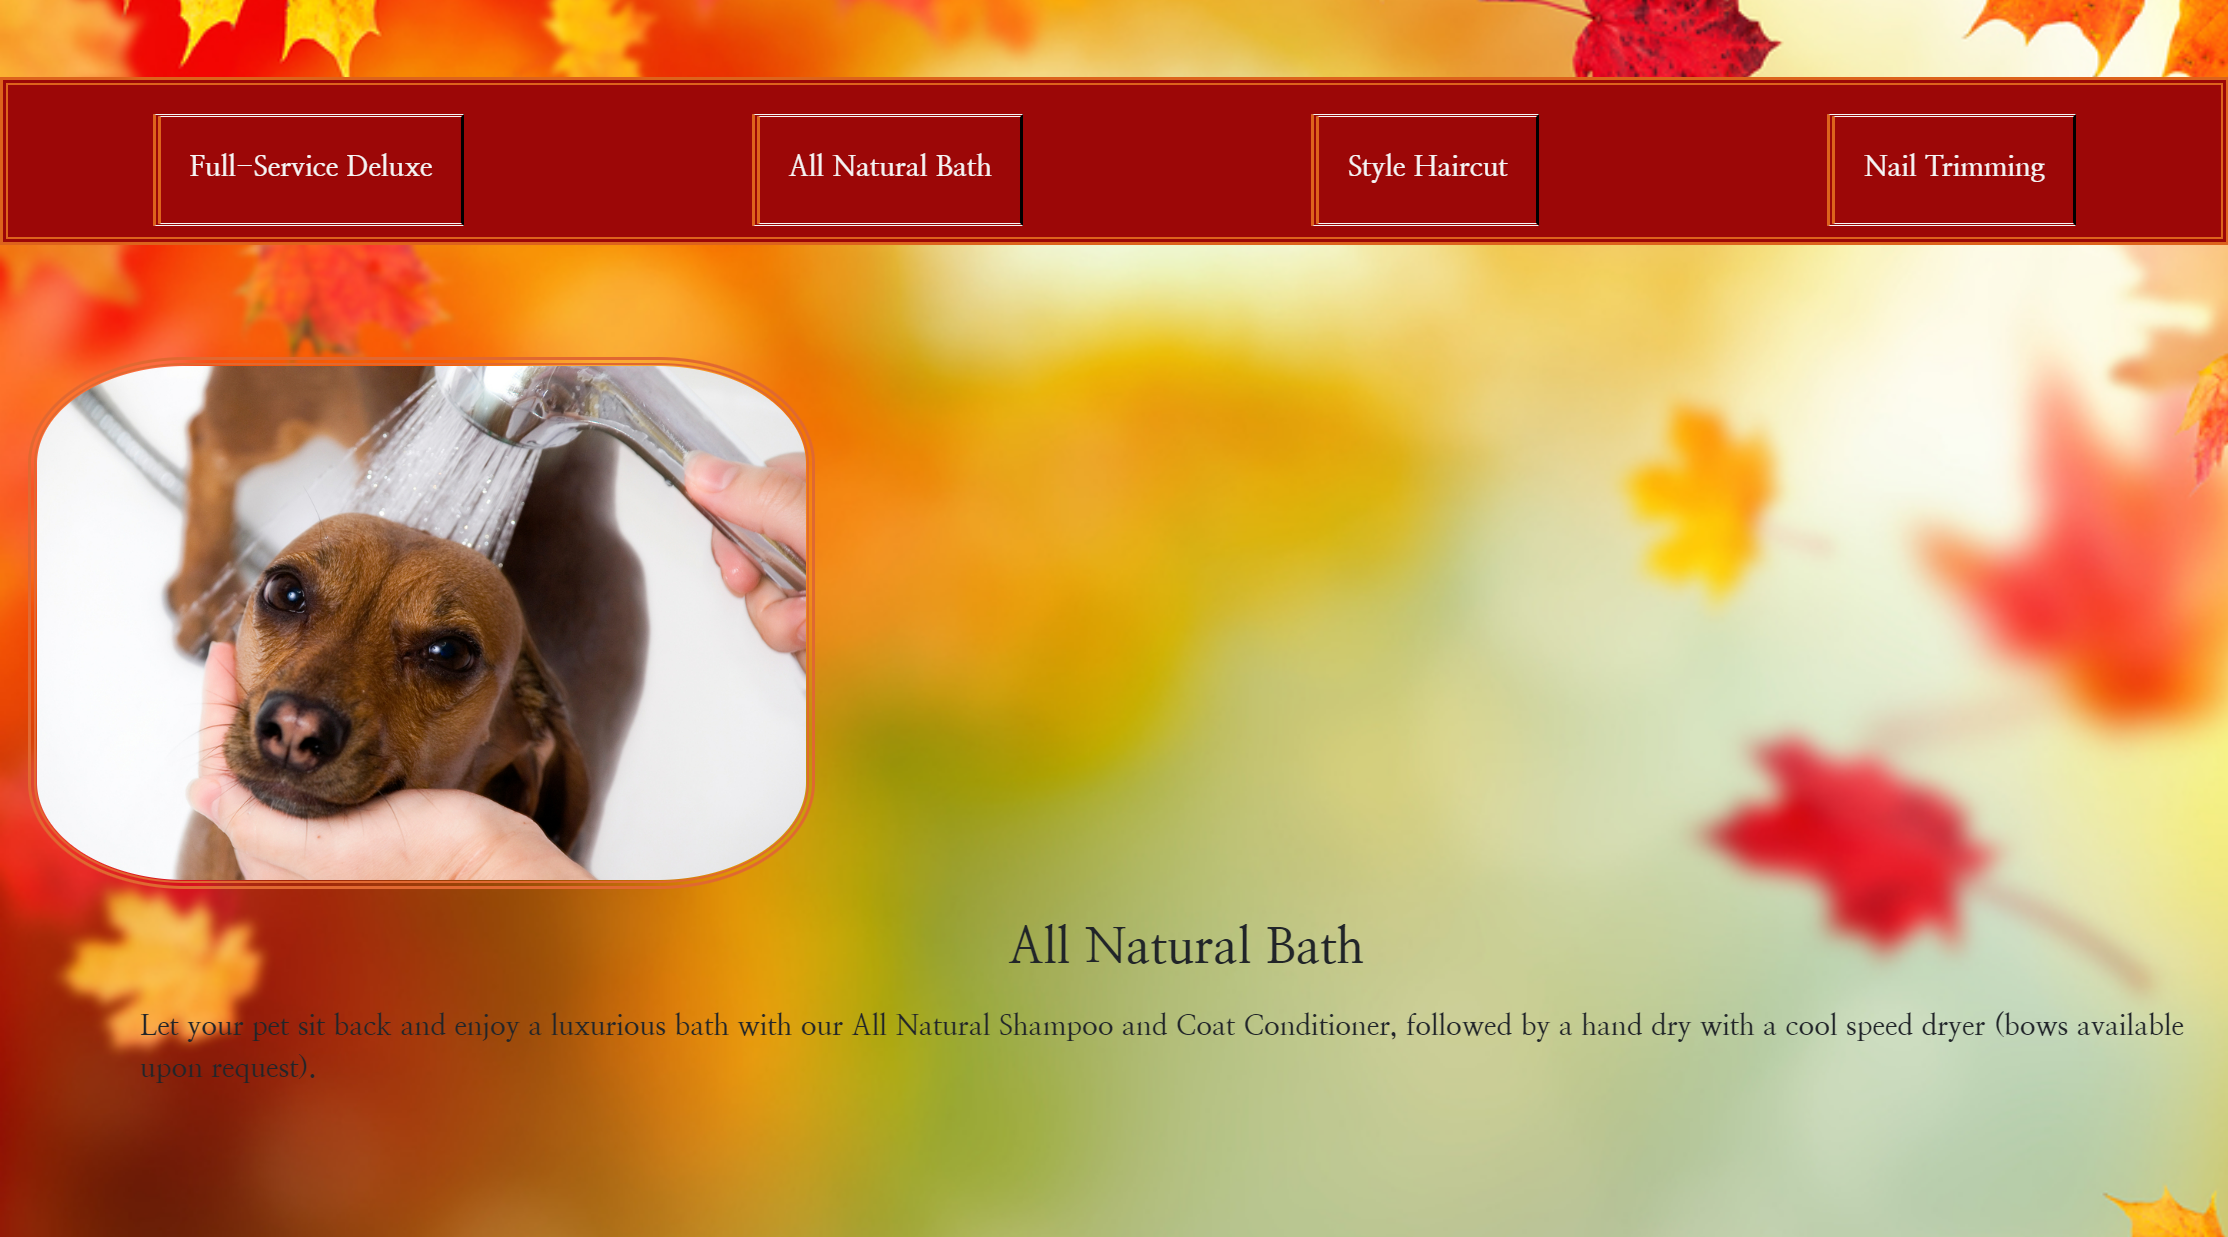 Full-Service Deluxe
All Natural Bath
Style Haircut
Nail Trimming
All Natural Bath
Let your pet sit back and enjoy a luxurious bath with our All Natural Shampoo and Coat Conditioner, followed by a hand dry with a cool speed dryer (bows available
upon request).